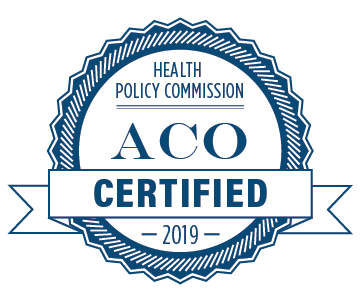 HEALTH
POLICY COMMISSION
ACO
CERTIFIED
– 2019 –